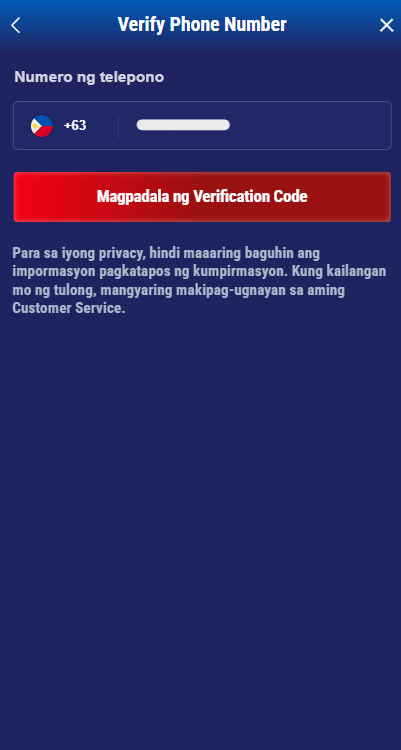 Verify Phone Number
Numero ng telepono
+63
Magpadala ng Verification Code
Para sa iyong privacy, hindi maaaring baguhin ang
impormasyon pagkatapos ng kumpirmasyon. Kung kailangan
mo ng tulong, mangyaring makipag-ugnayan sa aming
Customer Service.